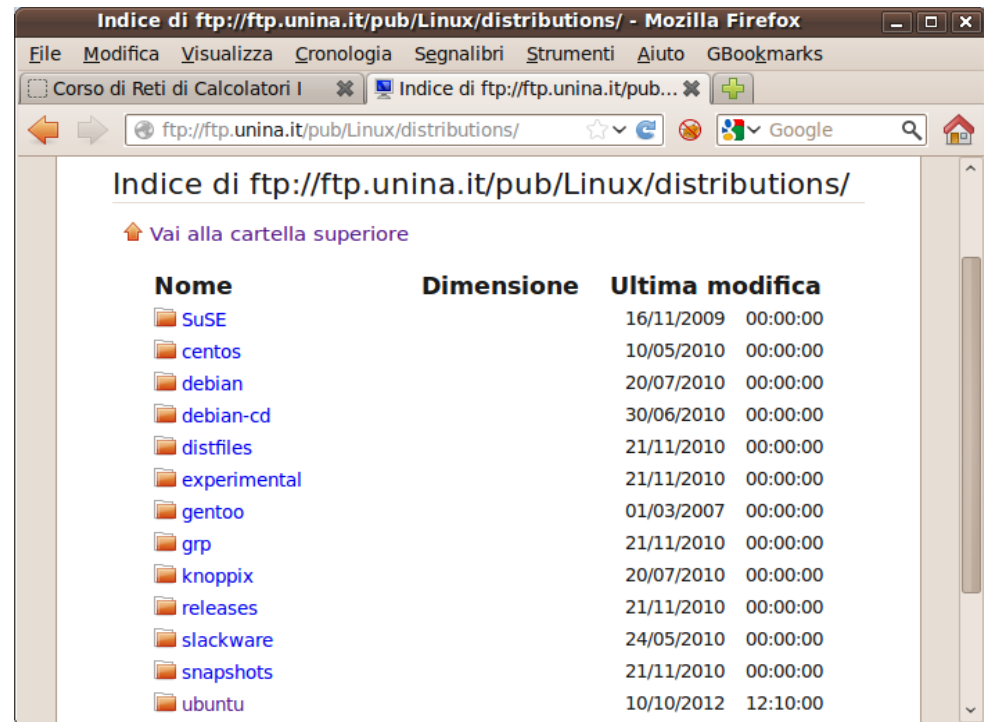 Indice di ftp://ftp.unina.it/pub/Linux/distributions/ - Mozilla Firefox
File Modifica Visualizza Cronologia Segnalibri Strumenti Aiuto GBookmarks
Corso di Reti di Calcolatori I Indice di ftp://ftp.unina.it/pub...
ftp://ftp.unina.it/pub/Linux/distributions/ Google
Indice di ftp://ftp.unina.it/pub/Linux/distributions/
Vai alla cartella superiore
Nome Dimensione Ultima modifica
SuSE 16/11/2009 00:00:00
centos 10/05/2010 00:00:00
debian 20/07/2010 00:00:00
debian-cd 30/06/2010 00:00:00
distfiles 21/11/2010 00:00:00
experimental 21/11/2010 00:00:00
gentoo 01/03/2007 00:00:00
grp 21/11/2010 00:00:00
knoppix 20/07/2010 00:00:00
releases 21/11/2010 00:00:00
slackware 24/05/2010 00:00:00
snapshots 21/11/2010 00:00:00
ubuntu 10/10/2012 12:10:00